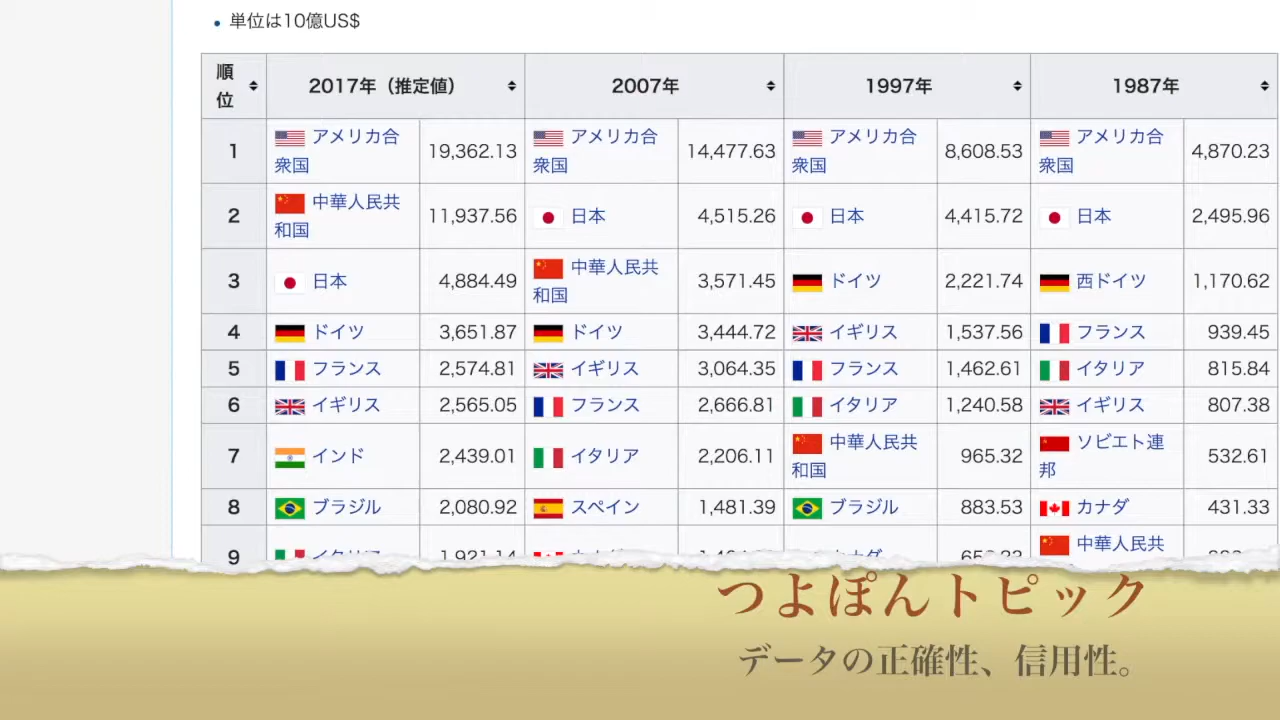 単位は10億US$
順位 2017年（推定値） 2007年 1997年 1987年
1 アメリカ合衆国 19,362.13 アメリカ合衆国 14,477.63 アメリカ合衆国 8,608.53 アメリカ合衆国 4,870.23
2 中華人民共和国 11,937.56 日本 4,515.26 日本 4,415.72 日本 2,495.96
3 日本 4,884.49 中華人民共和国 3,571.45 ドイツ 2,221.74 西ドイツ 1,170.62
4 ドイツ 3,651.87 ドイツ 3,444.72 イギリス 1,537.56 フランス 939.45
5 フランス 2,574.81 イギリス 3,064.35 フランス 1,462.61 イタリア 815.84
6 イギリス 2,565.05 フランス 2,666.81 イタリア 1,240.58 イギリス 807.38
7 インド 2,439.01 イタリア 2,206.11 中華人民共和国 965.32 ソビエト連邦 532.61
8 ブラジル 2,080.92 スペイン 1,481.39 ブラジル 883.53 カナダ 431.33
9 イタリア 1,921.14 カナダ カナダ 中華人民共
つよぽんトピック
データの正確性、信用性。